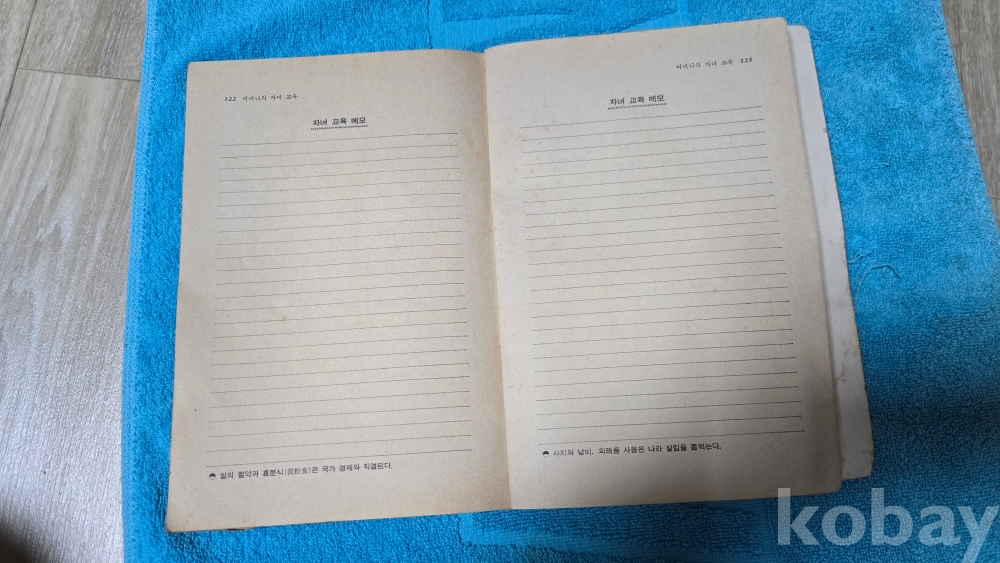 122 어머니의 자녀 교육
자녀 교육 메모
쌀의 절약과 혼분식(混粉食)은 국가 경제와 직결된다.
어머니의 자녀 교육 123
자녀 교육 메모
사치와 낭비, 외래품 사용은 나라 살림을 좀먹는다.
kobay